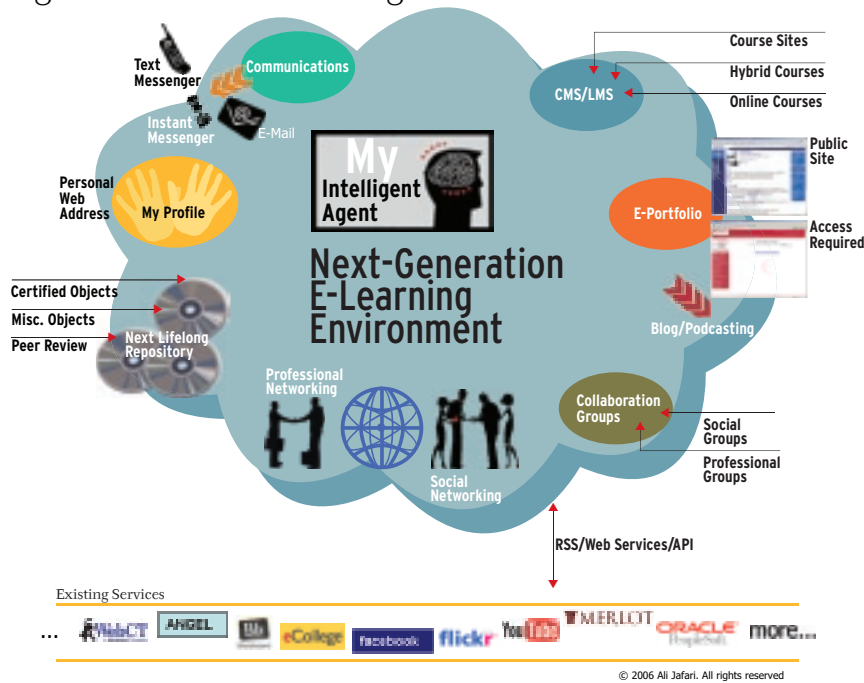 Text
Messenger
Communications
Instant
Messenger
E-Mail
CMS/LMS
Course Sites
Hybrid Courses
Online Courses
Personal
Web
Address
My Profile
My
Intelligent
Agent
E-Portfolio
Public
Site
Access
Required
Next-Generation
E-Learning
Environment
Certified Objects
Misc. Objects
Peer Review
Next Lifelong
Repository
Blog/Podcasting
Professional
Networking
Social
Networking
Collaboration
Groups
Social
Groups
Professional
Groups
RSS/Web Services/API
Existing Services
... WebCT ANGEL eCollege facebook flickr YouTube MERLOT ORACLE PeopleSoft more...
© 2006 Ali Jafari. All rights reserved